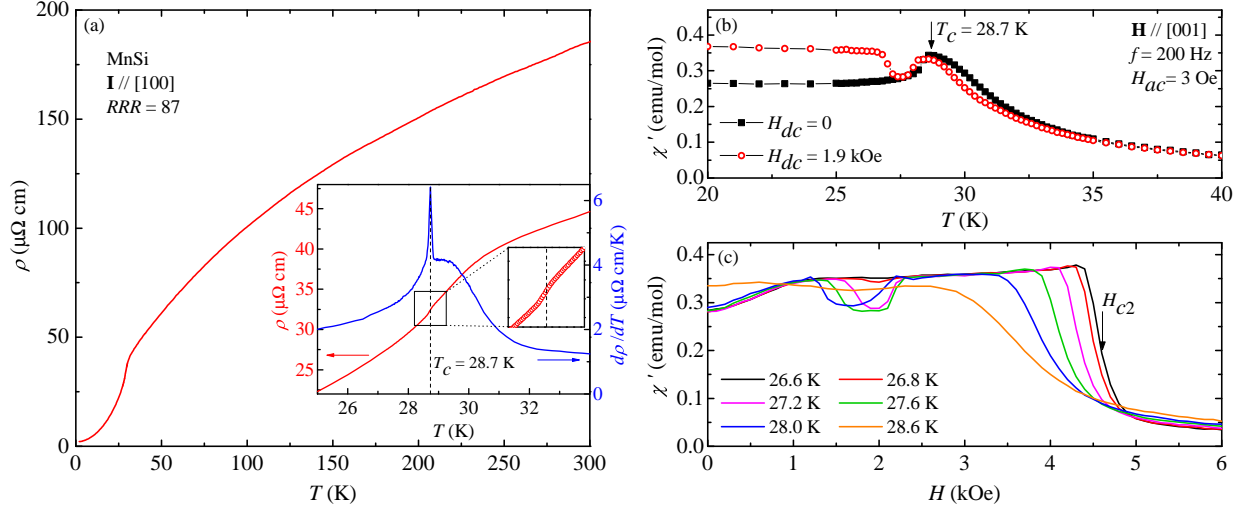 (a)
MnSi
I // [100]
RRR = 87
ρ (μΩ cm)
200
150
100
50
0
0 50 100 150 200 250 300
T (K)
45
40
35
30
25
ρ (μΩ cm)
6
4
2
0
dρ/dT (μΩ cm/K)
T_C = 28.7 K
26 28 30 32
T (K)
(b)
T_C = 28.7 K
H // [001]
f = 200 Hz
H_ac = 3 Oe
H_dc = 0
H_dc = 1.9 kOe
χ ' (emu/mol)
0.4
0.3
0.2
0.1
0.0
20 25 30 35 40
T (K)
(c)
H_c2
26.6 K 26.8 K
27.2 K 27.6 K
28.0 K 28.6 K
χ ' (emu/mol)
0.4
0.3
0.2
0.1
0.0
0 1 2 3 4 5 6
H (kOe)